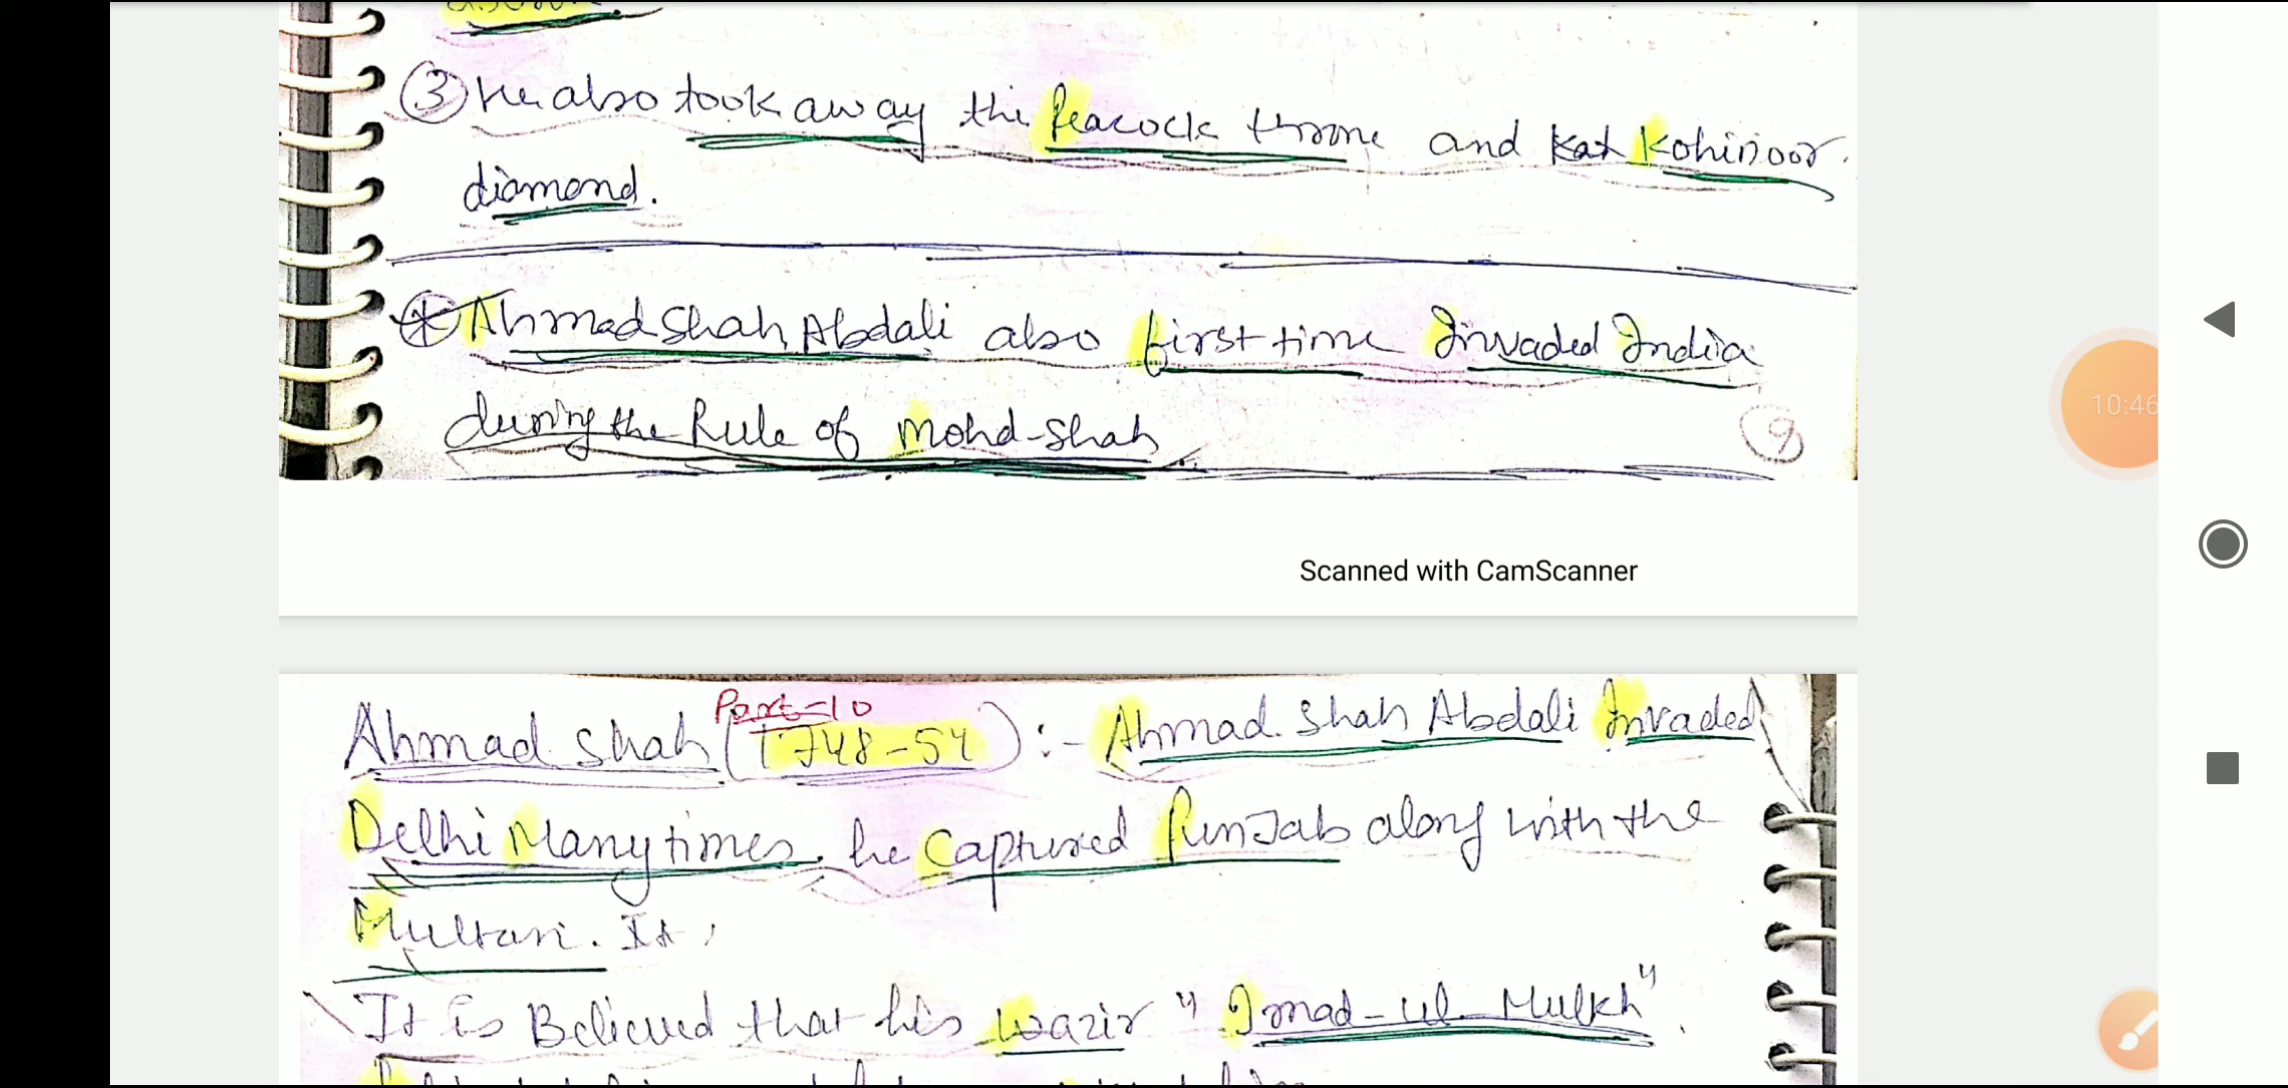 ③ He also took away the Peacock throne and Kohinoor
diamond.
Ahmad Shah Abdali also first time Invaded India
during the Rule of Mohd-Shah
9
Scanned with CamScanner
Part-10
Ahmad Shah (1748-54) :- Ahmad Shah Abdali Invaded
Delhi Many times. he Captured PunJab along with the
Multan. It
It is Believed that his wazir "Imad-ul-Mulkh"
10:46